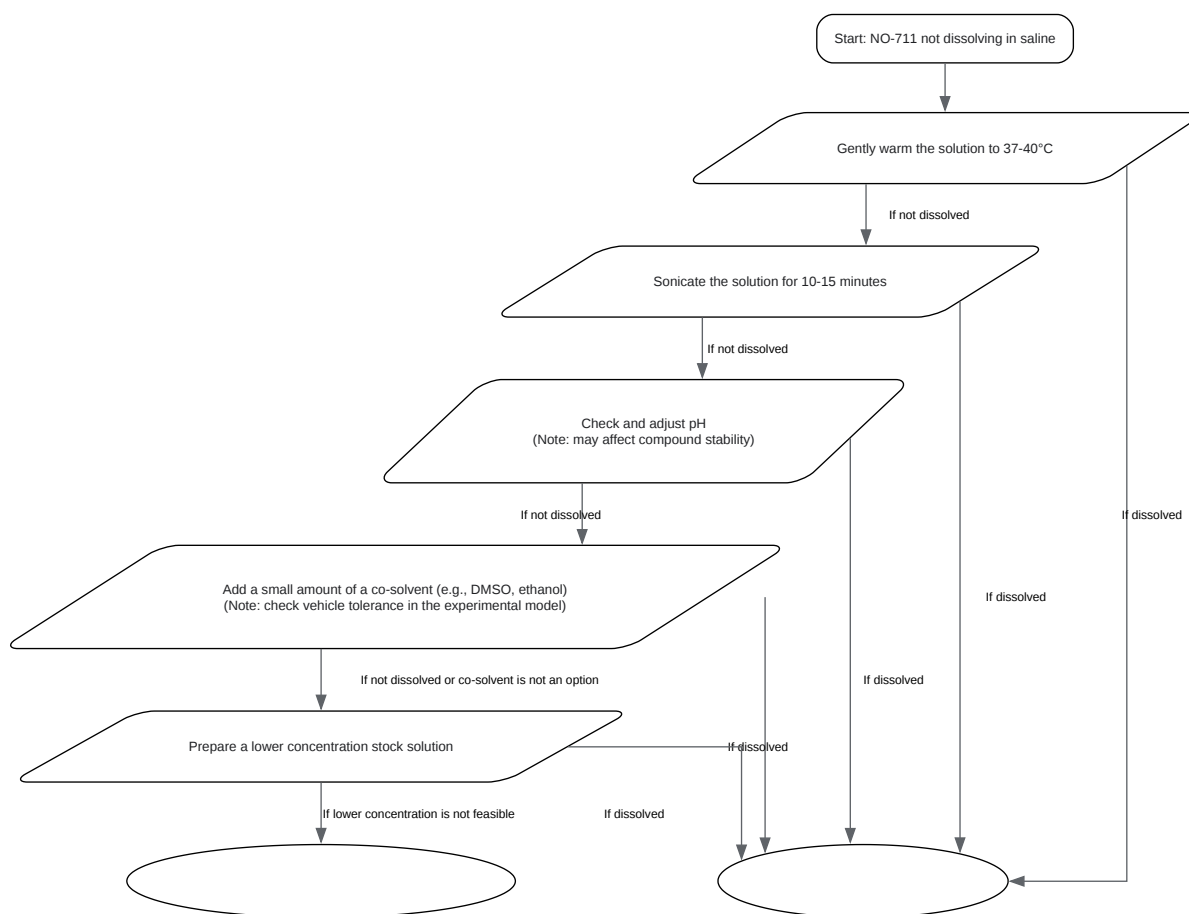 Start: NO-711 not dissolving in saline
Gently warm the solution to 37-40°C
If not dissolved
Sonicate the solution for 10-15 minutes
If not dissolved
Check and adjust pH
(Note: may affect compound stability)
If not dissolved
If dissolved
Add a small amount of a co-solvent (e.g., DMSO, ethanol)
(Note: check vehicle tolerance in the experimental model)
If dissolved
If not dissolved or co-solvent is not an option
If dissolved
Prepare a lower concentration stock solution
If dissolved
If lower concentration is not feasible
If dissolved